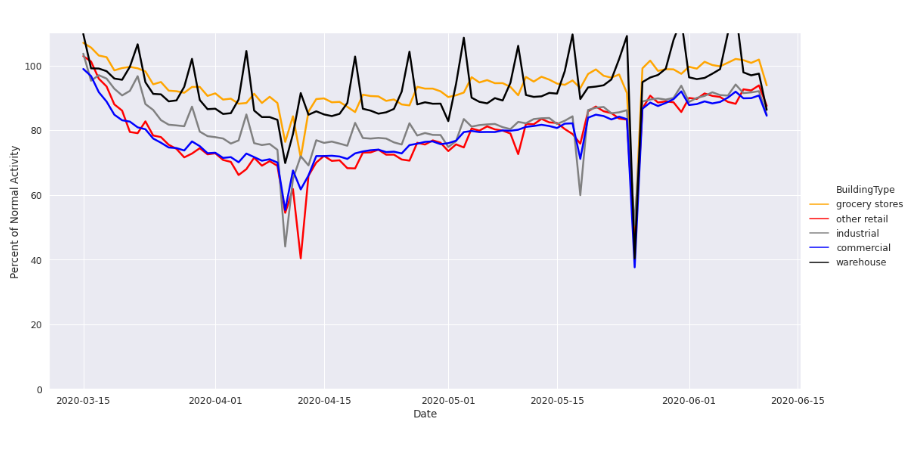 Percent of Normal Activity
100
80
60
40
20
0
2020-03-15 2020-04-01 2020-04-15 2020-05-01 2020-05-15 2020-06-01 2020-06-15
Date
BuildingType
grocery stores
other retail
industrial
commercial
warehouse